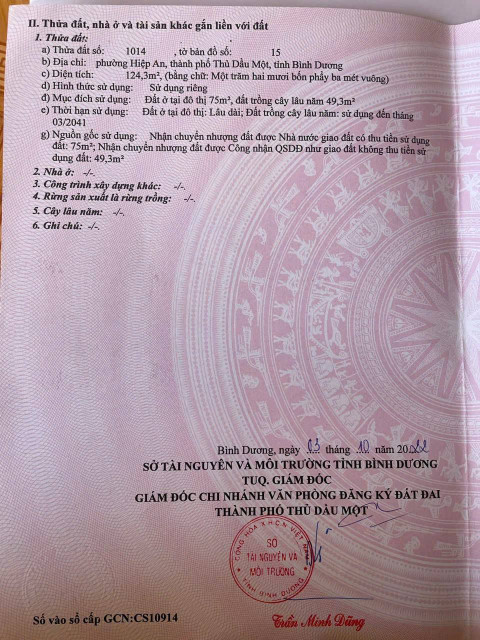 II. Thửa đất, nhà ở và tài sản khác gắn liền với đất
1. Thửa đất:
a) Thửa đất số: 1014 , tờ bản đồ số: 15
b) Địa chỉ: phường Hiệp An, thành phố Thủ Dầu Một, tỉnh Bình Dương
c) Diện tích: 124,3m², (bằng chữ: Một trăm hai mươi bốn phẩy ba mét vuông)
d) Hình thức sử dụng: Sử dụng riêng
đ) Mục đích sử dụng: Đất ở tại đô thị 75m², đất trồng cây lâu năm 49,3m²
e) Thời hạn sử dụng: Đất ở tại đô thị: Lâu dài; Đất trồng cây lâu năm: sử dụng đến tháng
03/2041
g) Nguồn gốc sử dụng: Nhận chuyển nhượng đất được Nhà nước giao đất có thu tiền sử dụng
đất: 75m²; Nhận chuyển nhượng đất được Công nhận QSDĐ như giao đất không thu tiền sử
dụng đất: 49,3m²
2. Nhà ở: -/-.
3. Công trình xây dựng khác: -/-.
4. Rừng sản xuất là rừng trồng: -/-.
5. Cây lâu năm: -/-.
6. Ghi chú: -/-.
Bình Dương, ngày 03 tháng 10 năm 2022
SỞ TÀI NGUYÊN VÀ MÔI TRƯỜNG TỈNH BÌNH DƯƠNG
TUQ. GIÁM ĐỐC
GIÁM ĐỐC CHI NHÁNH VĂN PHÒNG ĐĂNG KÝ ĐẤT ĐAI
THÀNH PHỐ THỦ DẦU MỘT
CỘNG HÒA X.H.C.N VIỆT NAM
SỞ
TÀI NGUYÊN VÀ
MÔI TRƯỜNG
TỈNH BÌNH DƯƠNG
Số vào sổ cấp GCN:CS10914
Trần Minh Dũng